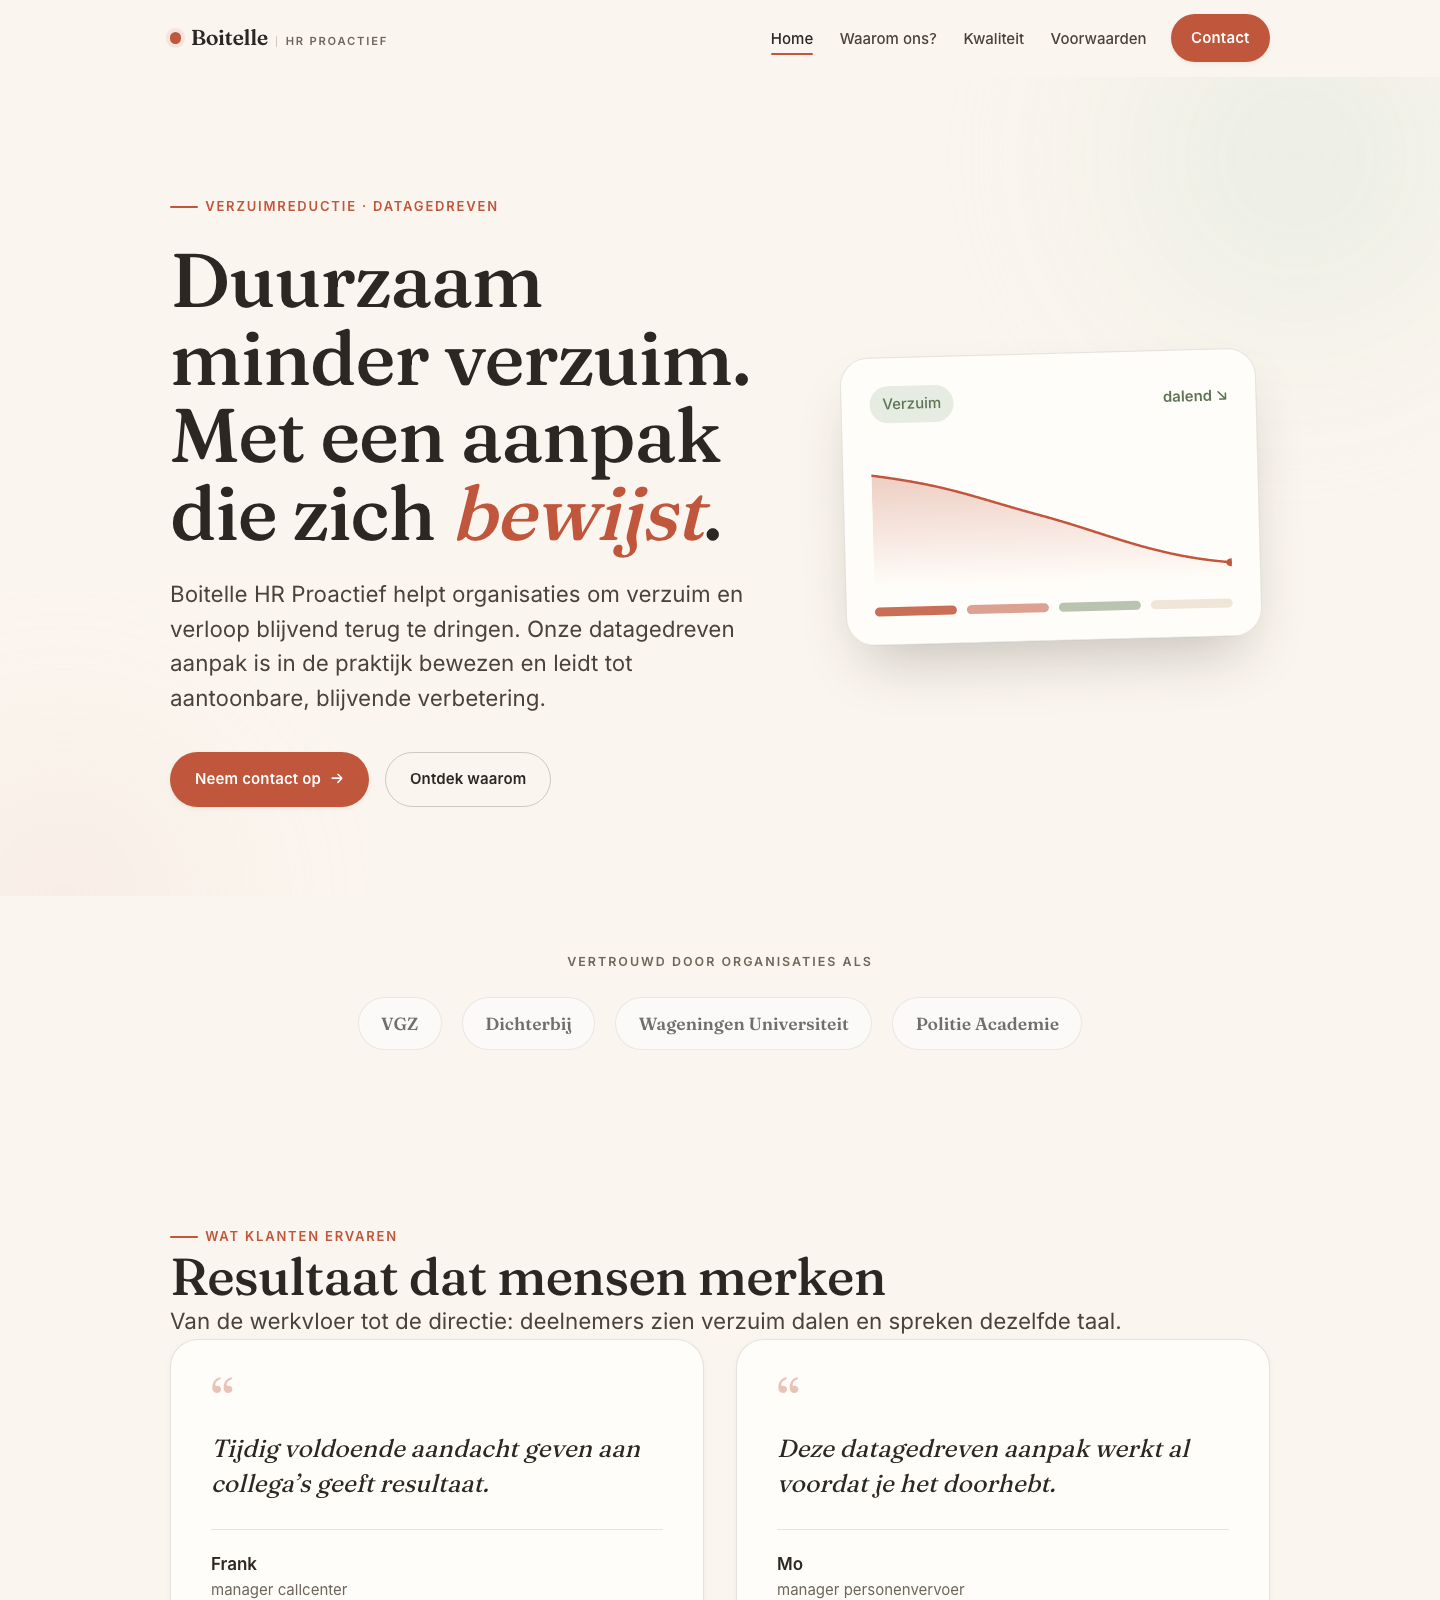 Boitelle | HR PROACTIEF
Home Waarom ons? Kwaliteit Voorwaarden Contact
VERZUIMREDUCTIE · DATAGEDREVEN
Duurzaam
minder verzuim.
Met een aanpak
die zich bewijst.
Verzuim
dalend ↘
Boitelle HR Proactief helpt organisaties om verzuim en
verloop blijvend terug te dringen. Onze datagedreven
aanpak is in de praktijk bewezen en leidt tot
aantoonbare, blijvende verbetering.
Neem contact op →
Ontdek waarom
VERTROUWD DOOR ORGANISATIES ALS
VGZ
Dichterbij
Wageningen Universiteit
Politie Academie
WAT KLANTEN ERVAREN
Resultaat dat mensen merken
Van de werkvloer tot de directie: deelnemers zien verzuim dalen en spreken dezelfde taal.
“
Tijdig voldoende aandacht geven aan
collega’s geeft resultaat.
Frank
manager callcenter
“
Deze datagedreven aanpak werkt al
voordat je het doorhebt.
Mo
manager personenvervoer